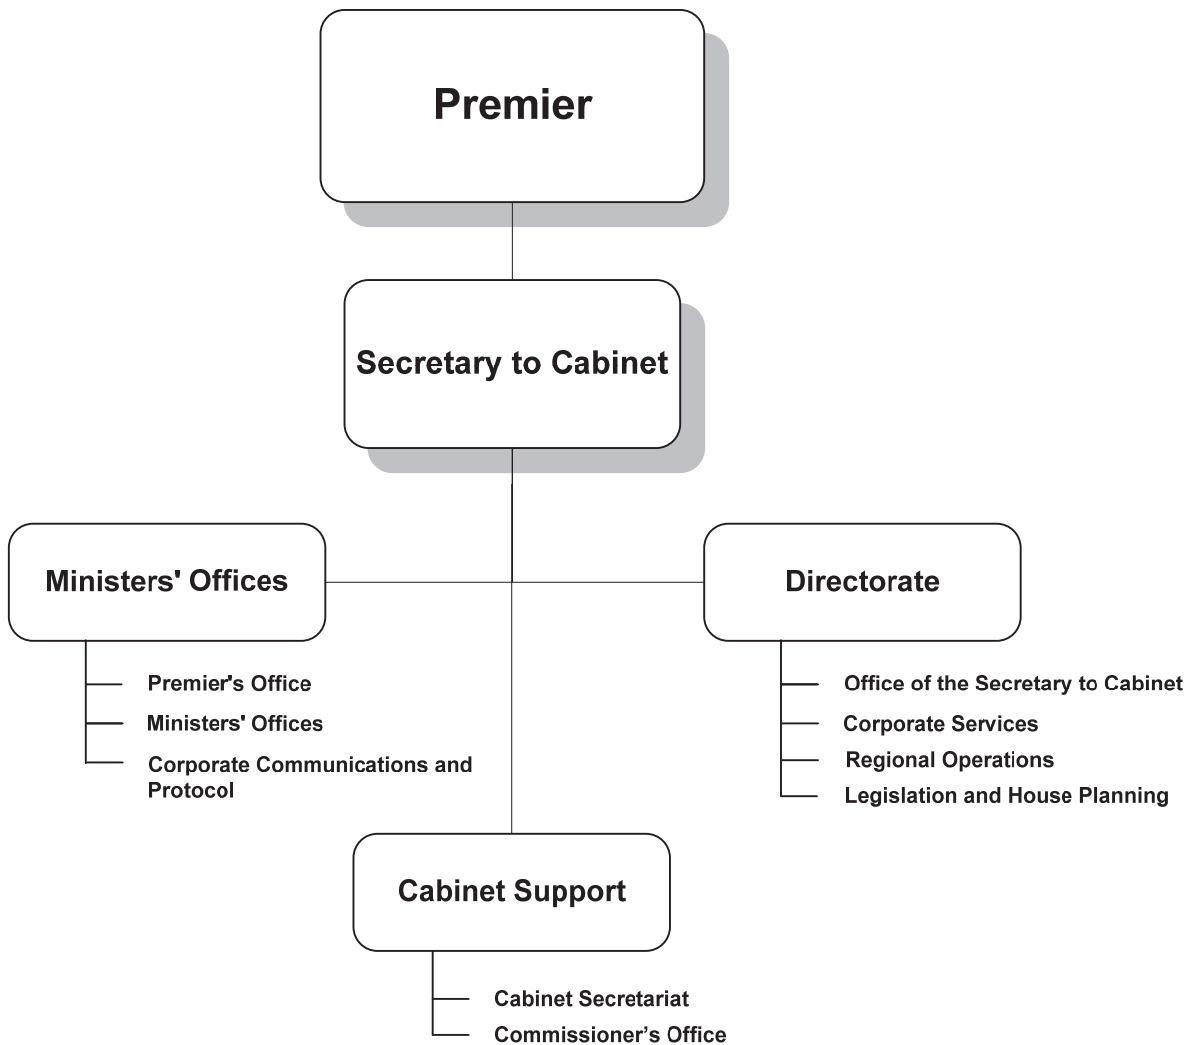 Premier
Secretary to Cabinet
Ministers' Offices
Premier's Office
Ministers' Offices
Corporate Communications and
Protocol
Directorate
Office of the Secretary to Cabinet
Corporate Services
Regional Operations
Legislation and House Planning
Cabinet Support
Cabinet Secretariat
Commissioner’s Office